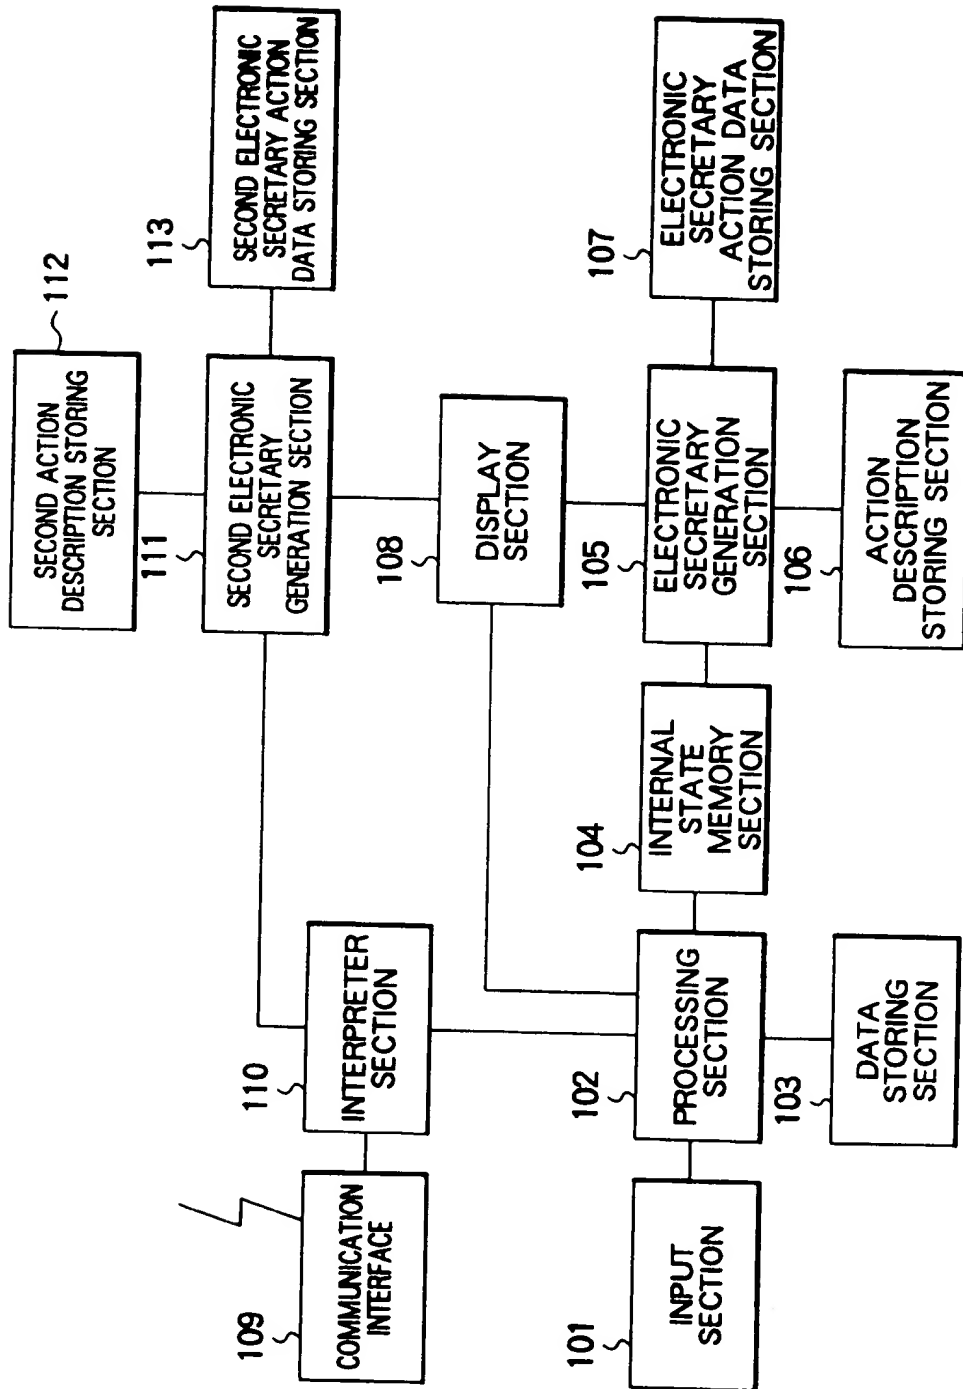 112
SECOND ACTION
DESCRIPTION STORING
SECTION
113
SECOND ELECTRONIC
SECRETARY ACTION
DATA STORING SECTION
111
SECOND ELECTRONIC
SECRETARY
GENERATION SECTION
109
COMMUNICATION
INTERFACE
110
INTERPRETER
SECTION
108
DISPLAY
SECTION
101
INPUT
SECTION
102
PROCESSING
SECTION
104
INTERNAL
STATE
MEMORY
SECTION
105
ELECTRONIC
SECRETARY
GENERATION
SECTION
107
ELECTRONIC
SECRETARY
ACTION DATA
STORING SECTION
103
DATA
STORING
SECTION
106
ACTION
DESCRIPTION
STORING SECTION